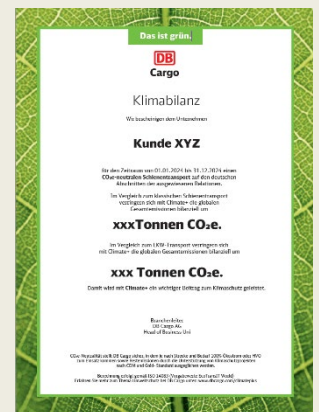 Das ist grün.
DB
Cargo
Klimabilanz
Wir bescheinigen dem Unternehmen
Kunde XYZ
für den Zeitraum vom 01.01.2024 bis 31.12.2024 einen
CO₂e-neutralen Schienentransport auf den deutschen
Abschnitten der ausgewiesenen Relationen.
Im Vergleich zum klassischen Schienentransport
verringern sich mit Climate+ die globalen
Gesamtemissionen bilanziell um
xxxTonnen CO₂e.
Im Vergleich zum LKW-Transport verringern sich
mit Climate+ die globalen Gesamtemissionen bilanziell um
xxx Tonnen CO₂e.
Damit wird mit Climate+ ein wichtiger Beitrag zum Klimaschutz geleistet.
Branchenleiter
DB Cargo AG
Head of Business Unit